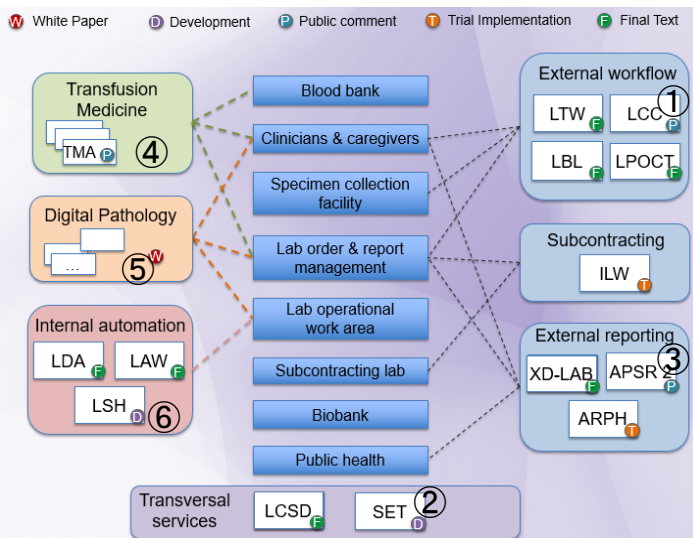 W White Paper D Development P Public comment T Trial Implementation F Final Text
Transfusion
Medicine
TMA P
④
Digital Pathology
...
⑤ W
Internal automation
LDA F LAW F
LSH D ⑥
Blood bank
Clinicians & caregivers
Specimen collection
facility
Lab order & report
management
Lab operational
work area
Subcontracting lab
Biobank
Public health
External workflow
①
LTW F LCC P
LBL F LPOCT F
Subcontracting
ILW T
External reporting
③
XD-LAB F APSR 2 P
ARPH T
Transversal
services
LCSD F SET D ②